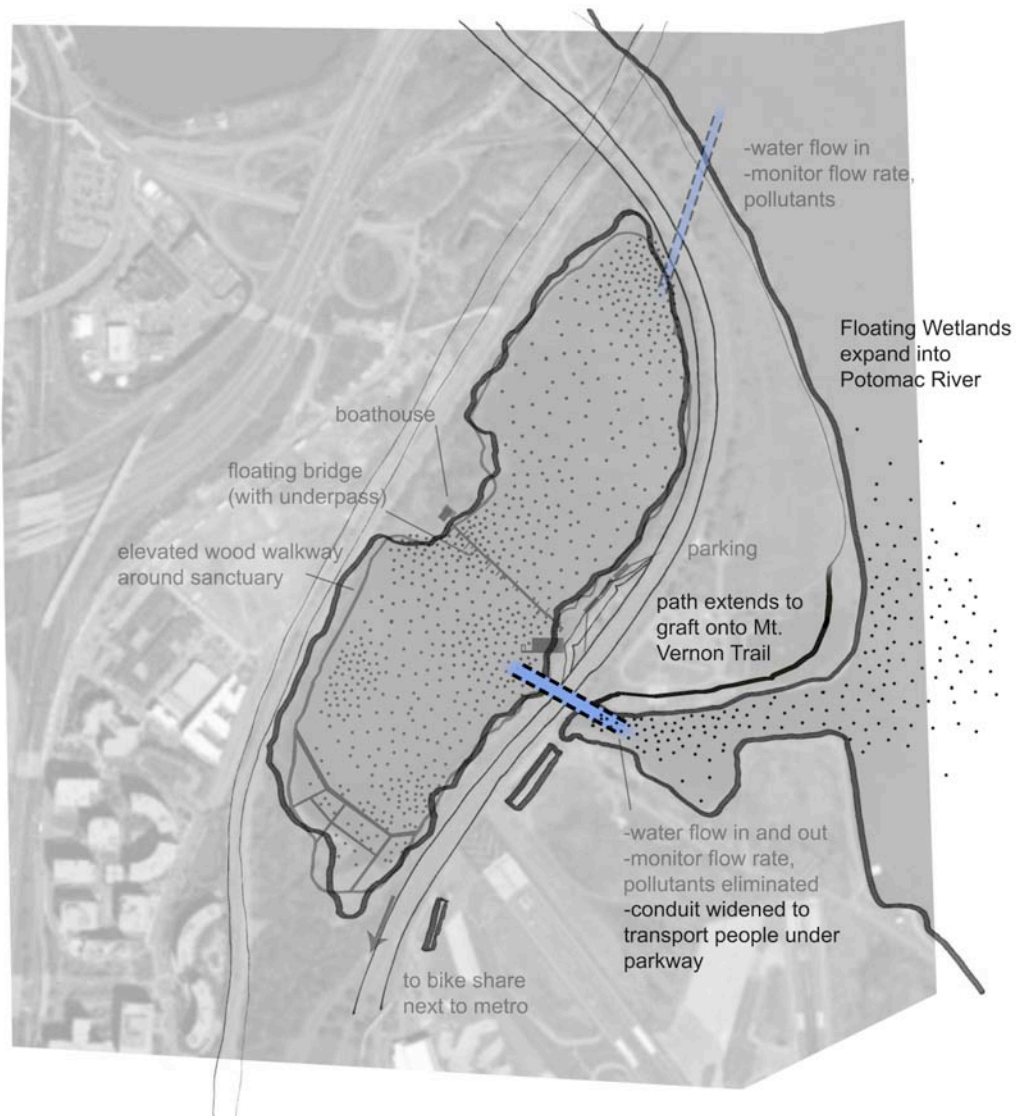 -water flow in
-monitor flow rate,
pollutants
Floating Wetlands
expand into
Potomac River
boathouse
floating bridge
(with underpass)
elevated wood walkway
around sanctuary
parking
path extends to
graft onto Mt.
Vernon Trail
-water flow in and out
-monitor flow rate,
pollutants eliminated
-conduit widened to
transport people under
parkway
to bike share
next to metro